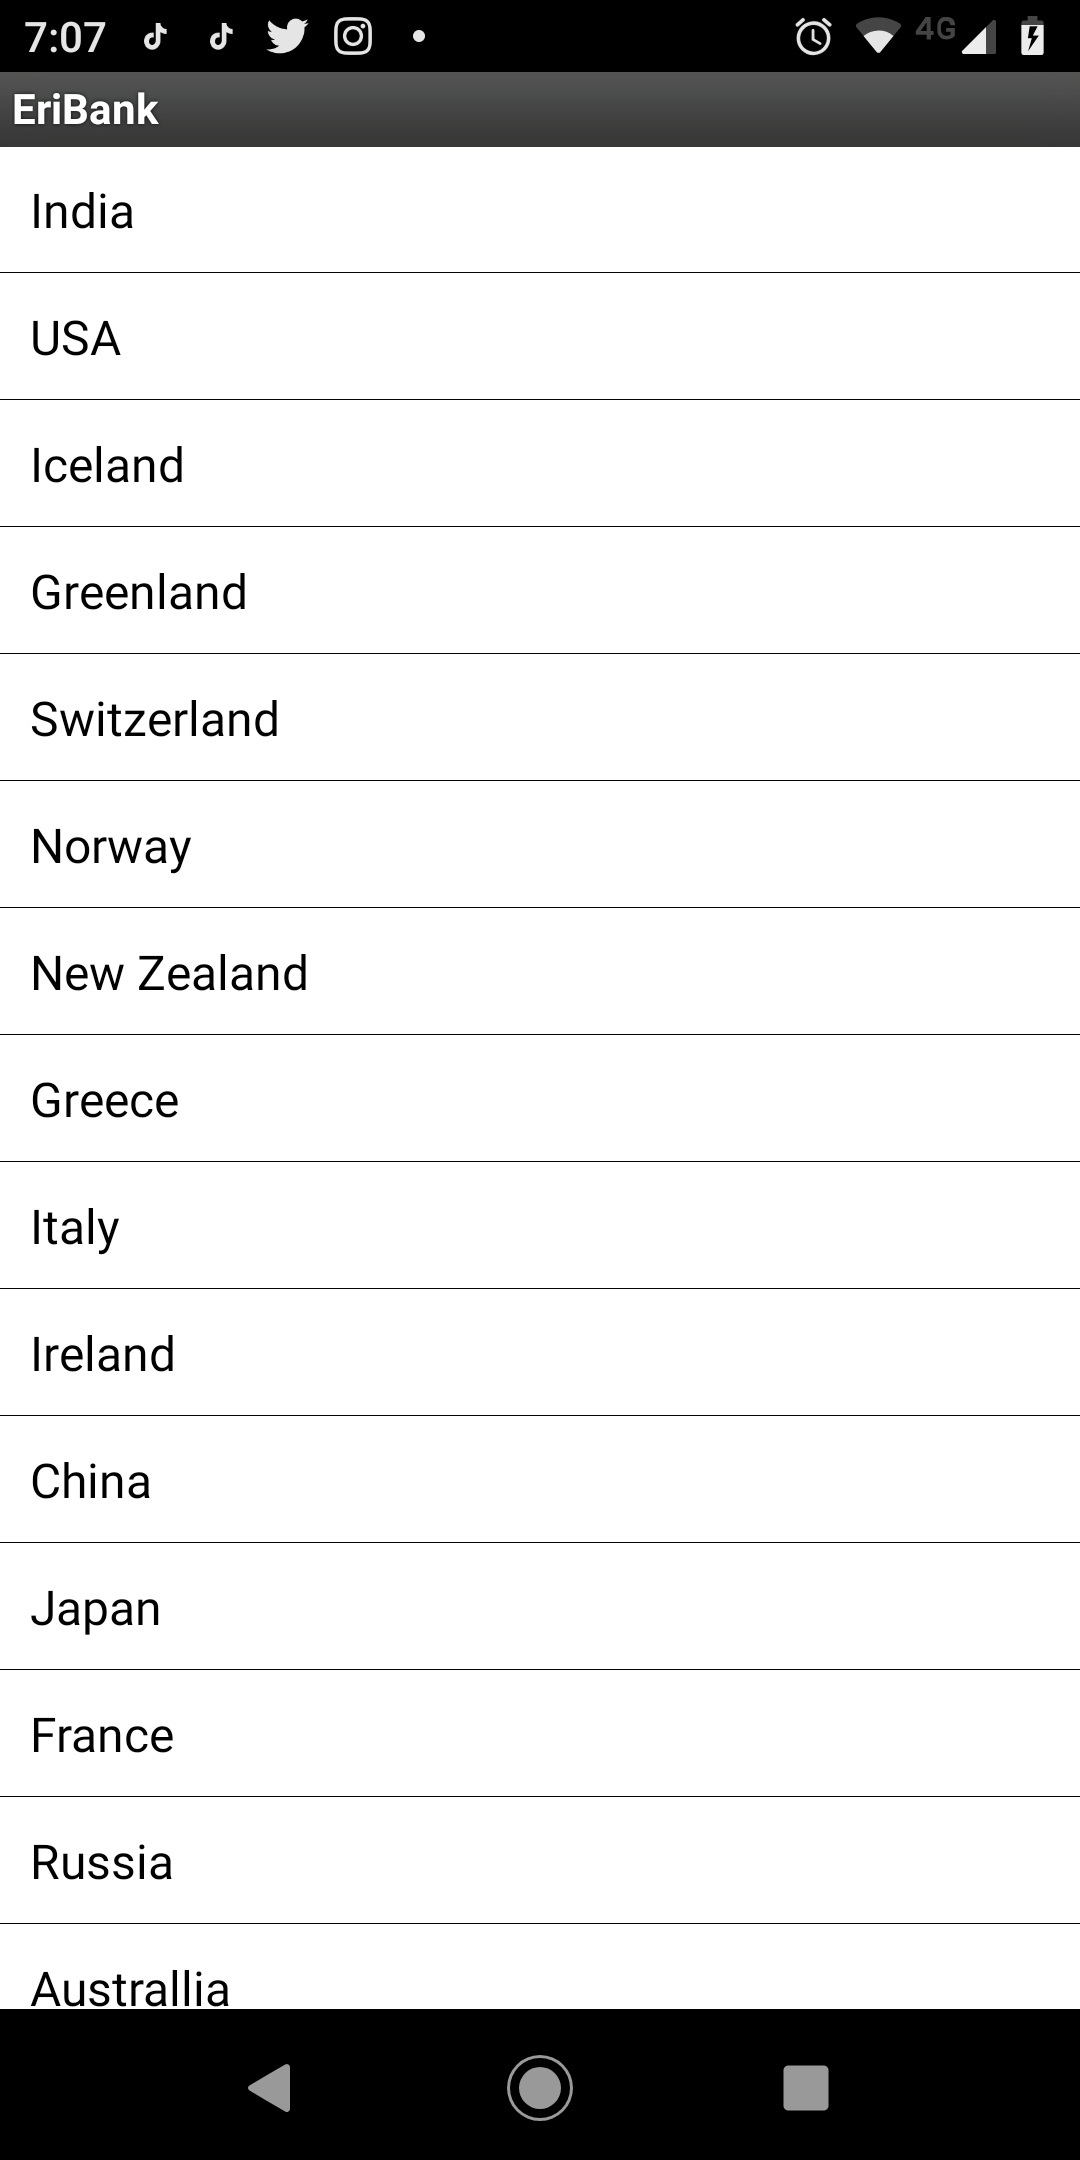 7:07 4G
EriBank
India
USA
Iceland
Greenland
Switzerland
Norway
New Zealand
Greece
Italy
Ireland
China
Japan
France
Russia
Australlia